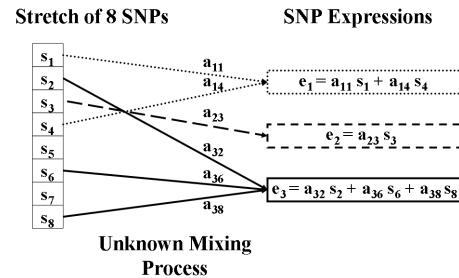 Stretch of 8 SNPs
SNP Expressions
s1
s2
s3
s4
s5
s6
s7
s8
a11
a14
a23
a32
a36
a38
e1 = a11 s1 + a14 s4
e2 = a23 s3
e3 = a32 s2 + a36 s6 + a38 s8
Unknown Mixing
Process